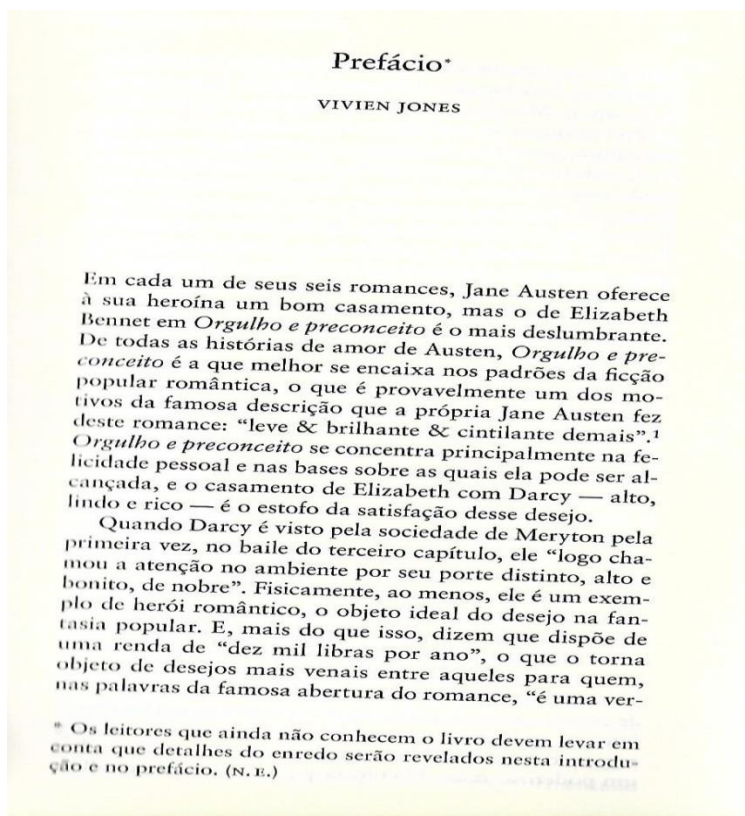 Prefácio*
VIVIEN JONES
Em cada um de seus seis romances, Jane Austen oferece
à sua heroína um bom casamento, mas o de Elizabeth
Bennet em Orgulho e preconceito é o mais deslumbrante.
De todas as histórias de amor de Austen, Orgulho e pre-
conceito é a que melhor se encaixa nos padrões da ficção
popular romântica, o que é provavelmente um dos mo-
tivos da famosa descrição que a própria Jane Austen fez
deste romance: “leve & brilhante & cintilante demais”.¹
Orgulho e preconceito se concentra principalmente na fe-
licidade pessoal e nas bases sobre as quais ela pode ser al-
cançada, e o casamento de Elizabeth com Darcy — alto,
lindo e rico — é o estofo da satisfação desse desejo.
Quando Darcy é visto pela sociedade de Meryton pela
primeira vez, no baile do terceiro capítulo, ele “logo cha-
mou a atenção no ambiente por seu porte distinto, alto e
bonito, de nobre”. Fisicamente, ao menos, ele é um exem-
plo de herói romântico, o objeto ideal do desejo na fan-
tasia popular. E, mais do que isso, dizem que dispõe de
uma renda de “dez mil libras por ano”, o que o torna
objeto de desejos mais venais entre aqueles para quem,
nas palavras da famosa abertura do romance, “é uma ver-
* Os leitores que ainda não conhecem o livro devem levar em
conta que detalhes do enredo serão revelados nesta introdu-
ção e no prefácio. (N. E.)